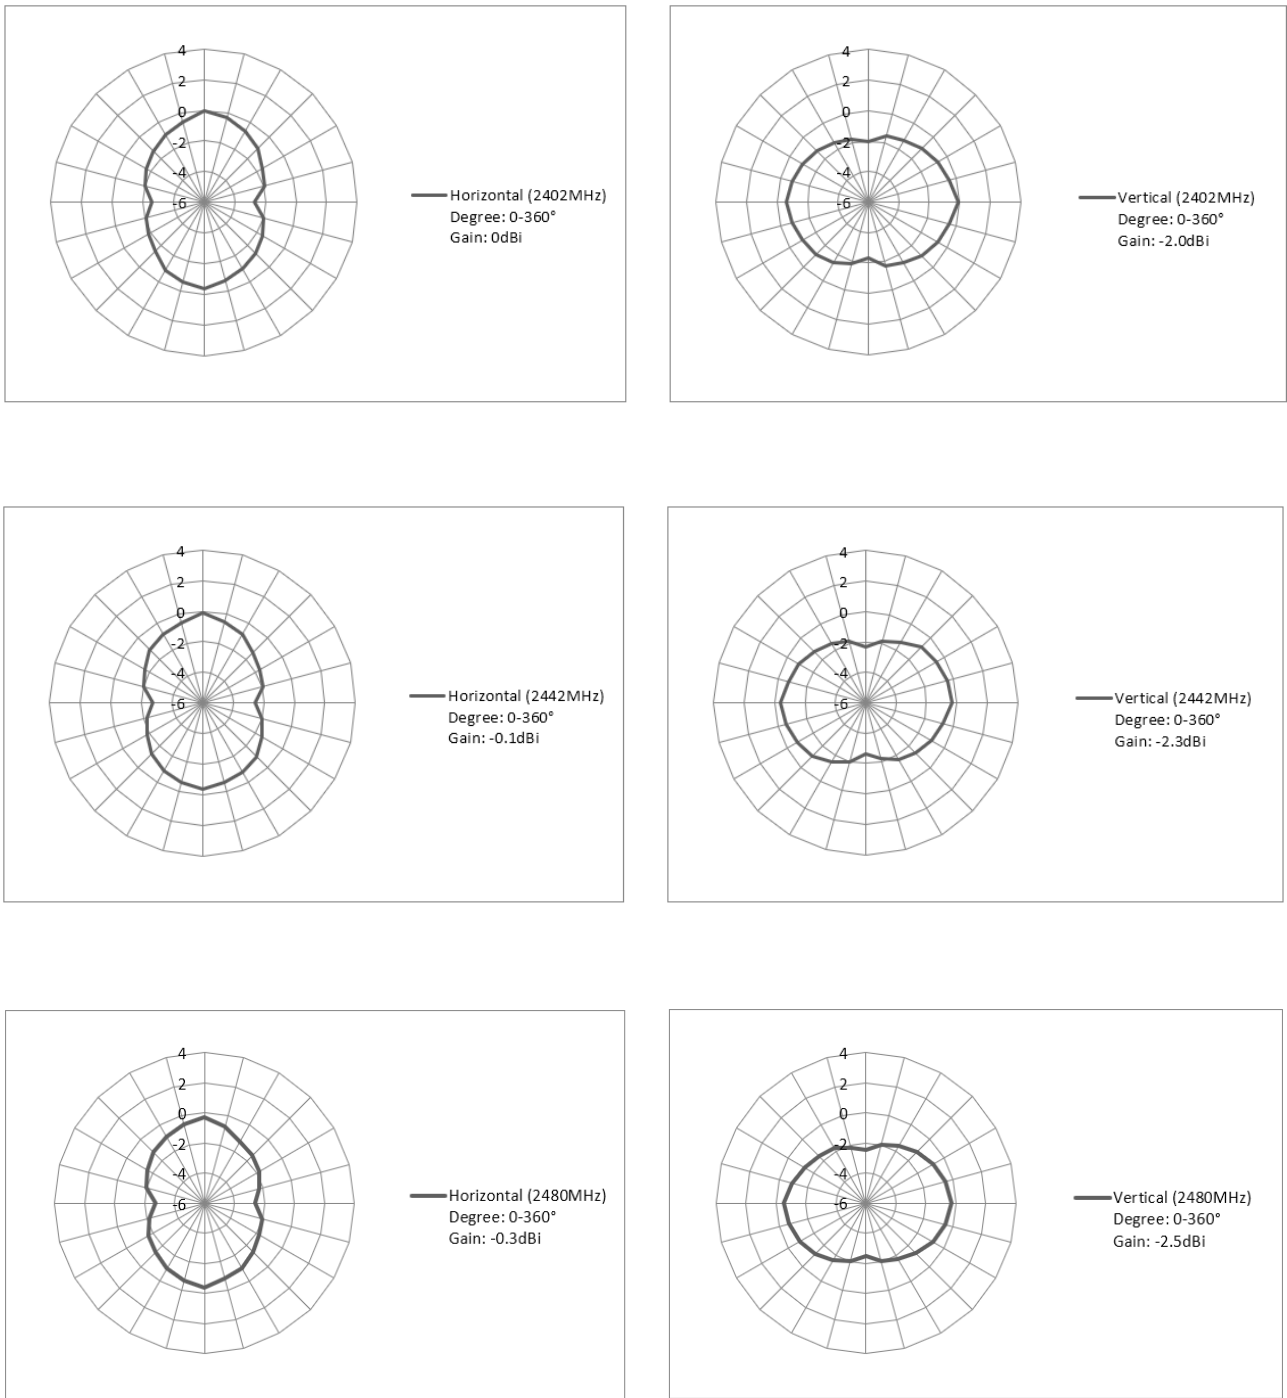 4
2
0
-2
-4
-6
Horizontal (2402MHz)
Degree: 0-360°
Gain: 0dBi
4
2
0
-2
-4
-6
Vertical (2402MHz)
Degree: 0-360°
Gain: -2.0dBi
4
2
0
-2
-4
-6
Horizontal (2442MHz)
Degree: 0-360°
Gain: -0.1dBi
4
2
0
-2
-4
-6
Vertical (2442MHz)
Degree: 0-360°
Gain: -2.3dBi
4
2
0
-2
-4
-6
Horizontal (2480MHz)
Degree: 0-360°
Gain: -0.3dBi
4
2
0
-2
-4
-6
Vertical (2480MHz)
Degree: 0-360°
Gain: -2.5dBi